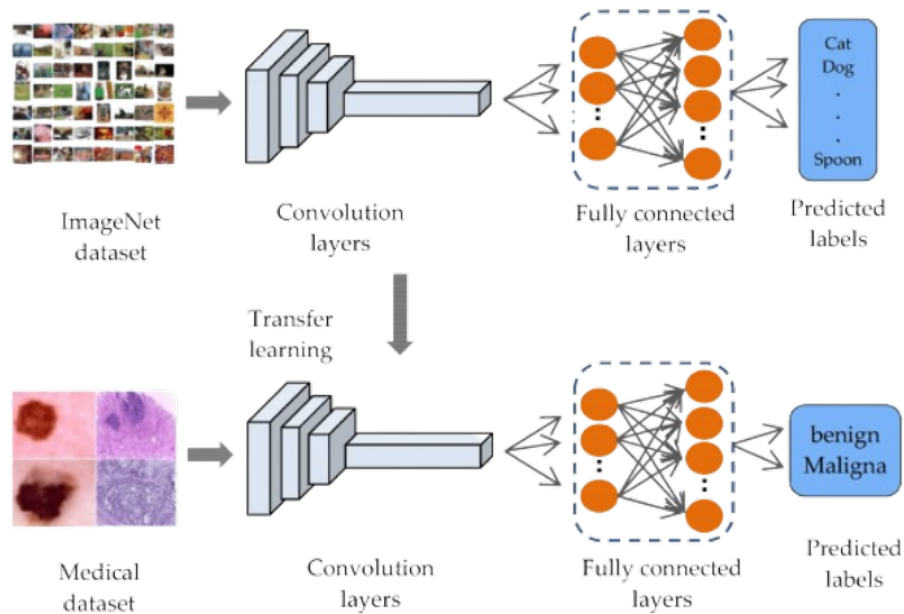 Cat
Dog
.
.
.
Spoon
ImageNet
dataset
Convolution
layers
Fully connected
layers
Predicted
labels
Transfer
learning
benign
Maligna
Medical
dataset
Convolution
layers
Fully connected
layers
Predicted
labels